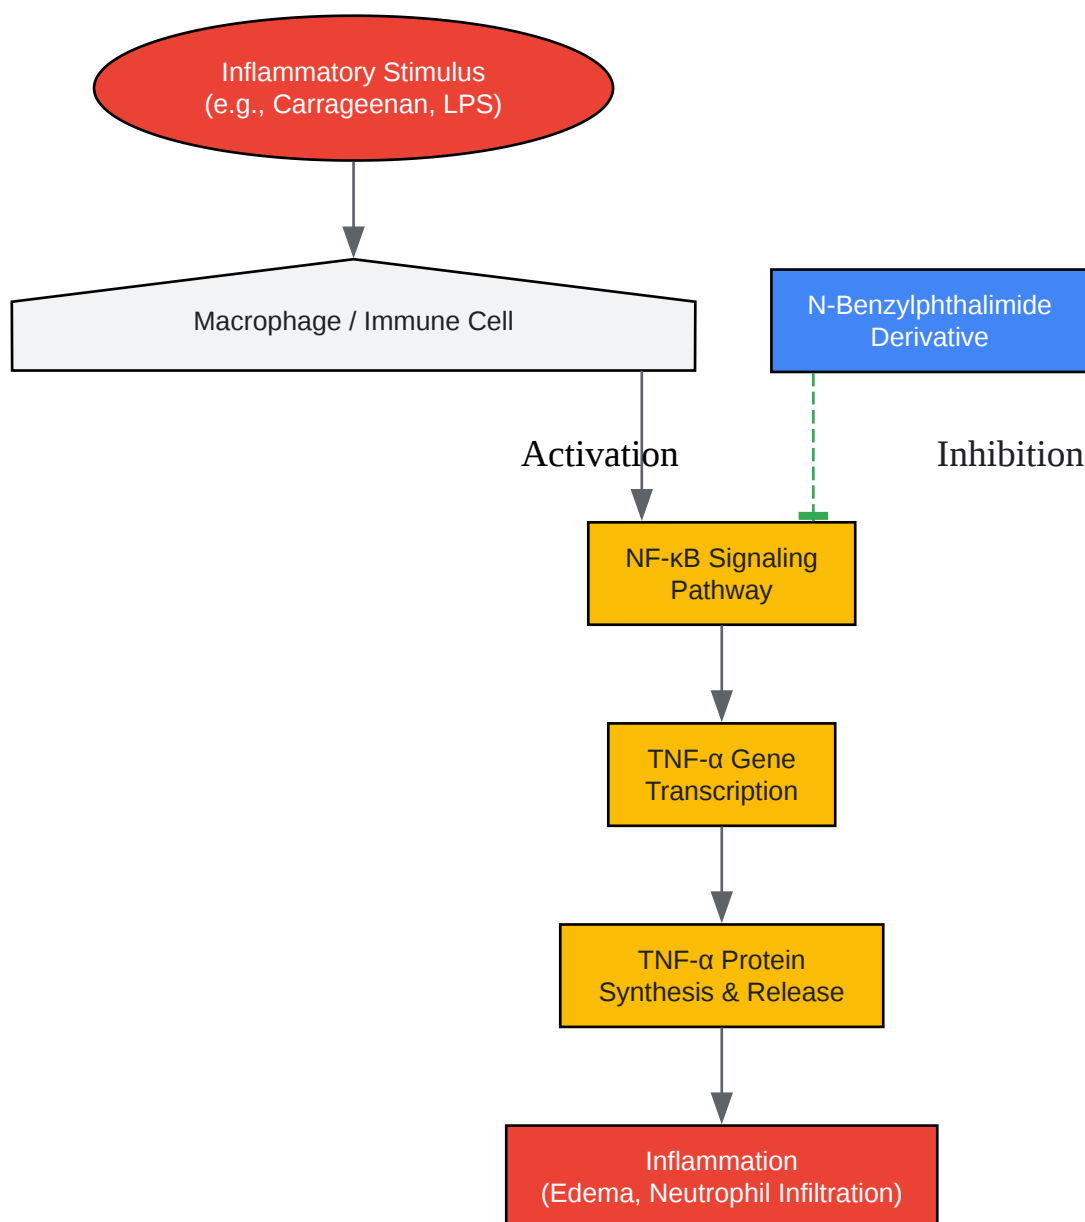 Inflammatory Stimulus
(e.g., Carrageenan, LPS)
Macrophage / Immune Cell
N-Benzylphthalimide
Derivative
Activation
Inhibition
NF-κB Signaling
Pathway
TNF-α Gene
Transcription
TNF-α Protein
Synthesis & Release
Inflammation
(Edema, Neutrophil Infiltration)